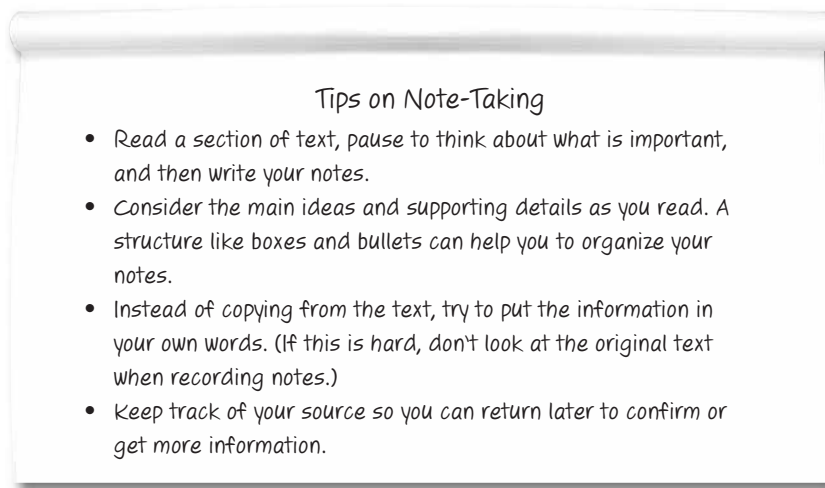 Tips on Note-Taking
• Read a section of text, pause to think about what is important,
and then write your notes.
• Consider the main ideas and supporting details as you read. A
structure like boxes and bullets can help you to organize your
notes.
• Instead of copying from the text, try to put the information in
your own words. (If this is hard, don't look at the original text
when recording notes.)
• Keep track of your source so you can return later to confirm or
get more information.